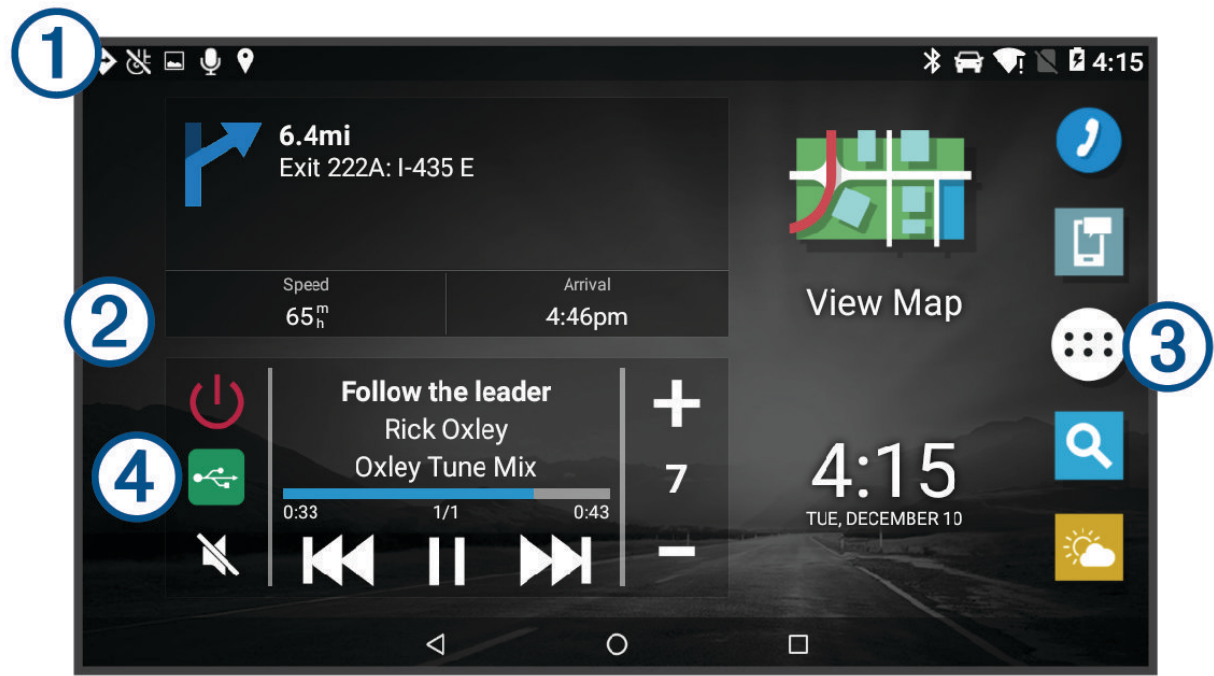 1
4:15
6.4mi
Exit 222A: I-435 E
Speed
65 m/h
Arrival
4:46pm
View Map
2
3
Follow the leader
Rick Oxley
Oxley Tune Mix
0:33
1/1
0:43
7
4
4:15
TUE, DECEMBER 10